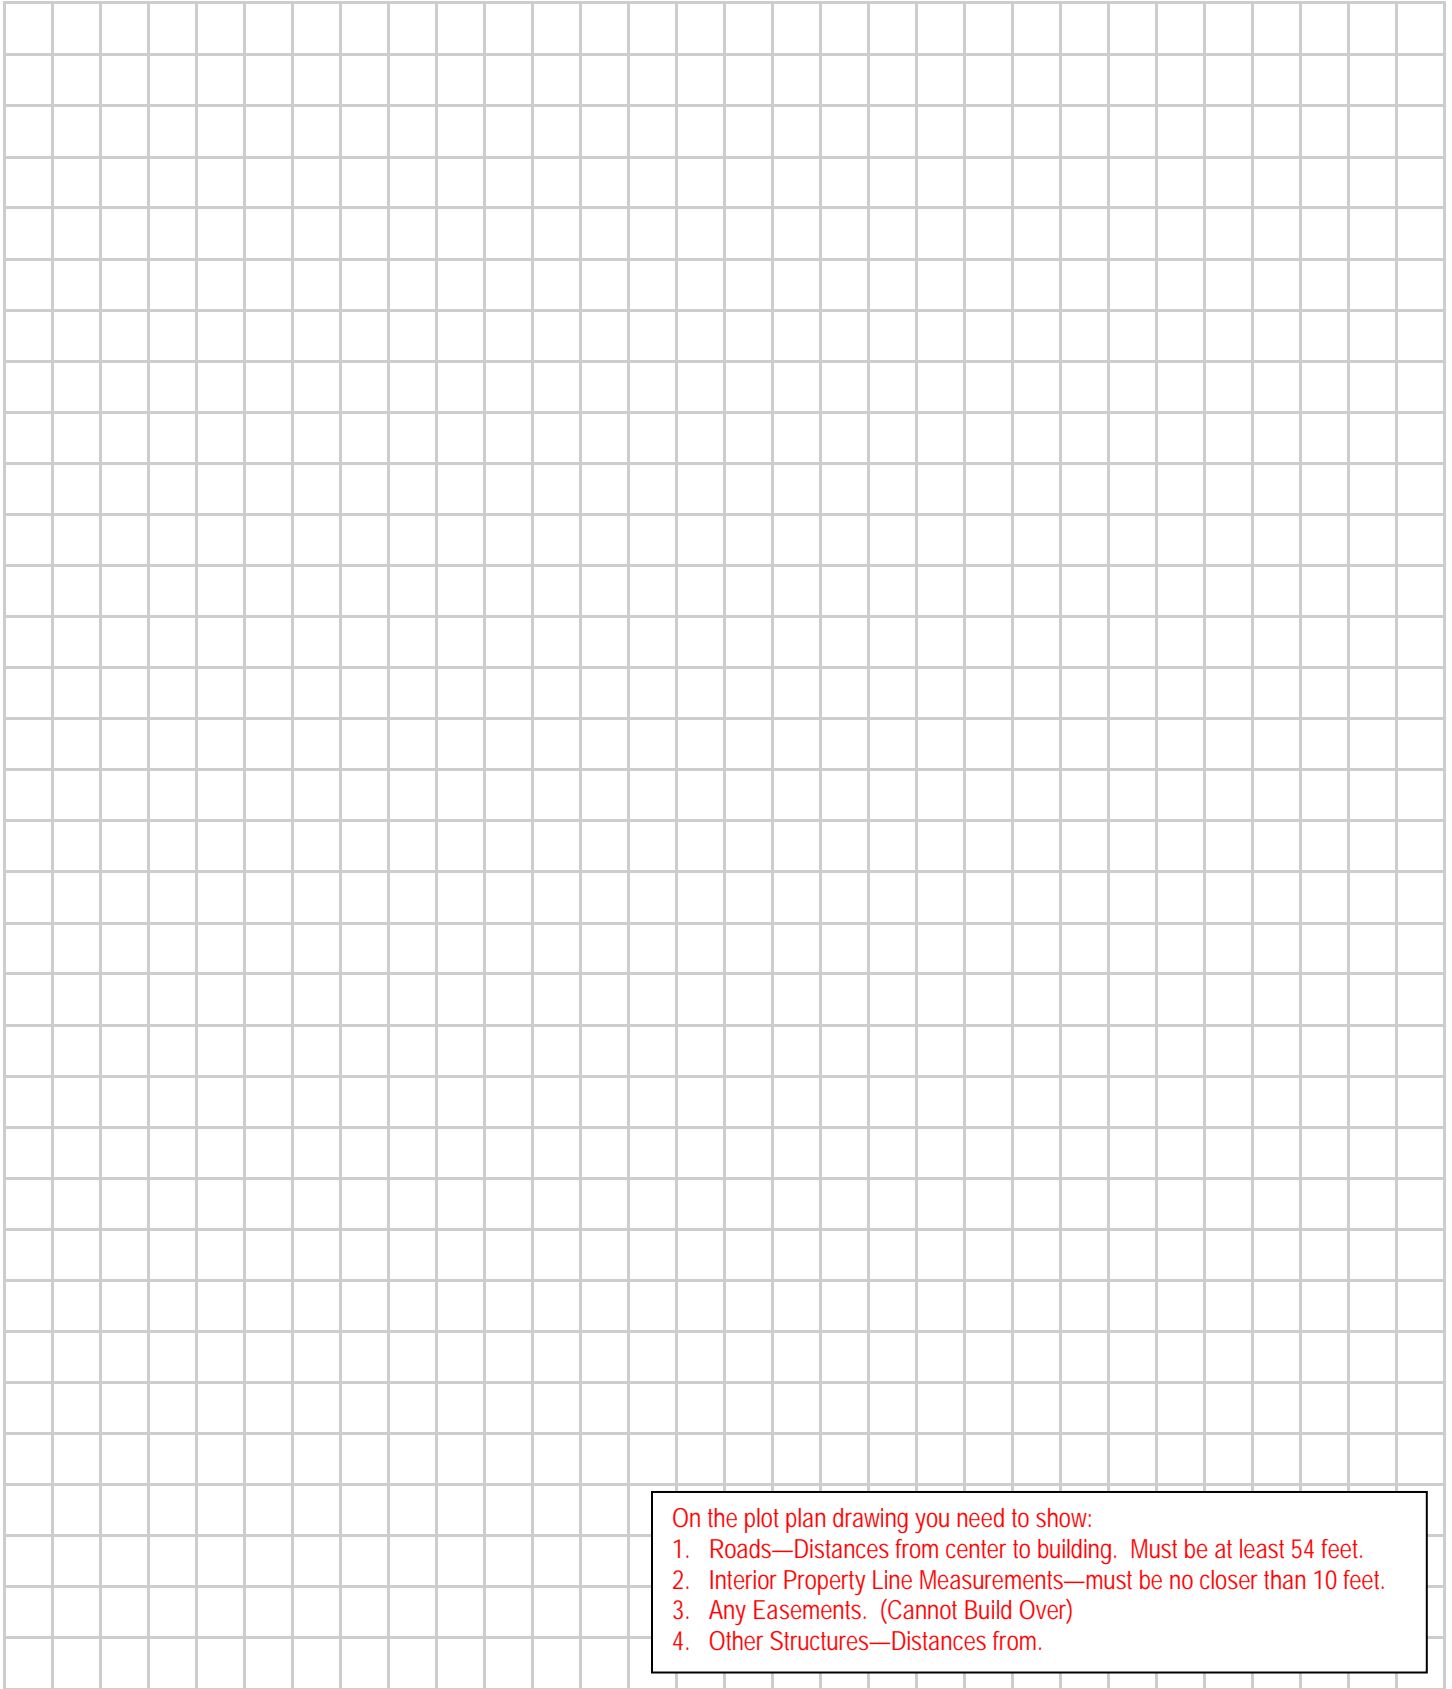 On the plot plan drawing you need to show:
1. Roads—Distances from center to building. Must be at least 54 feet.
2. Interior Property Line Measurements—must be no closer than 10 feet.
3. Any Easements. (Cannot Build Over)
4. Other Structures—Distances from.